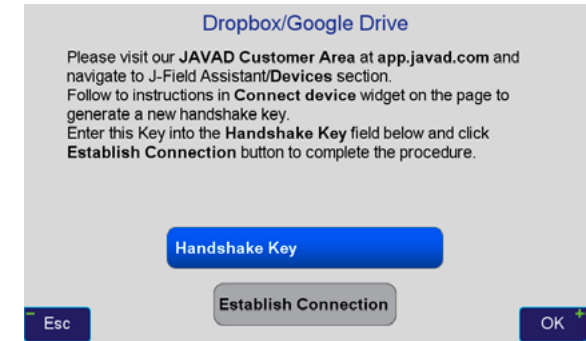 Dropbox/Google Drive
Please visit our JAVAD Customer Area at app.javad.com and
navigate to J-Field Assistant/Devices section.
Follow to instructions in Connect device widget on the page to
generate a new handshake key.
Enter this Key into the Handshake Key field below and click
Establish Connection button to complete the procedure.
Handshake Key
Establish Connection
- Esc
OK +